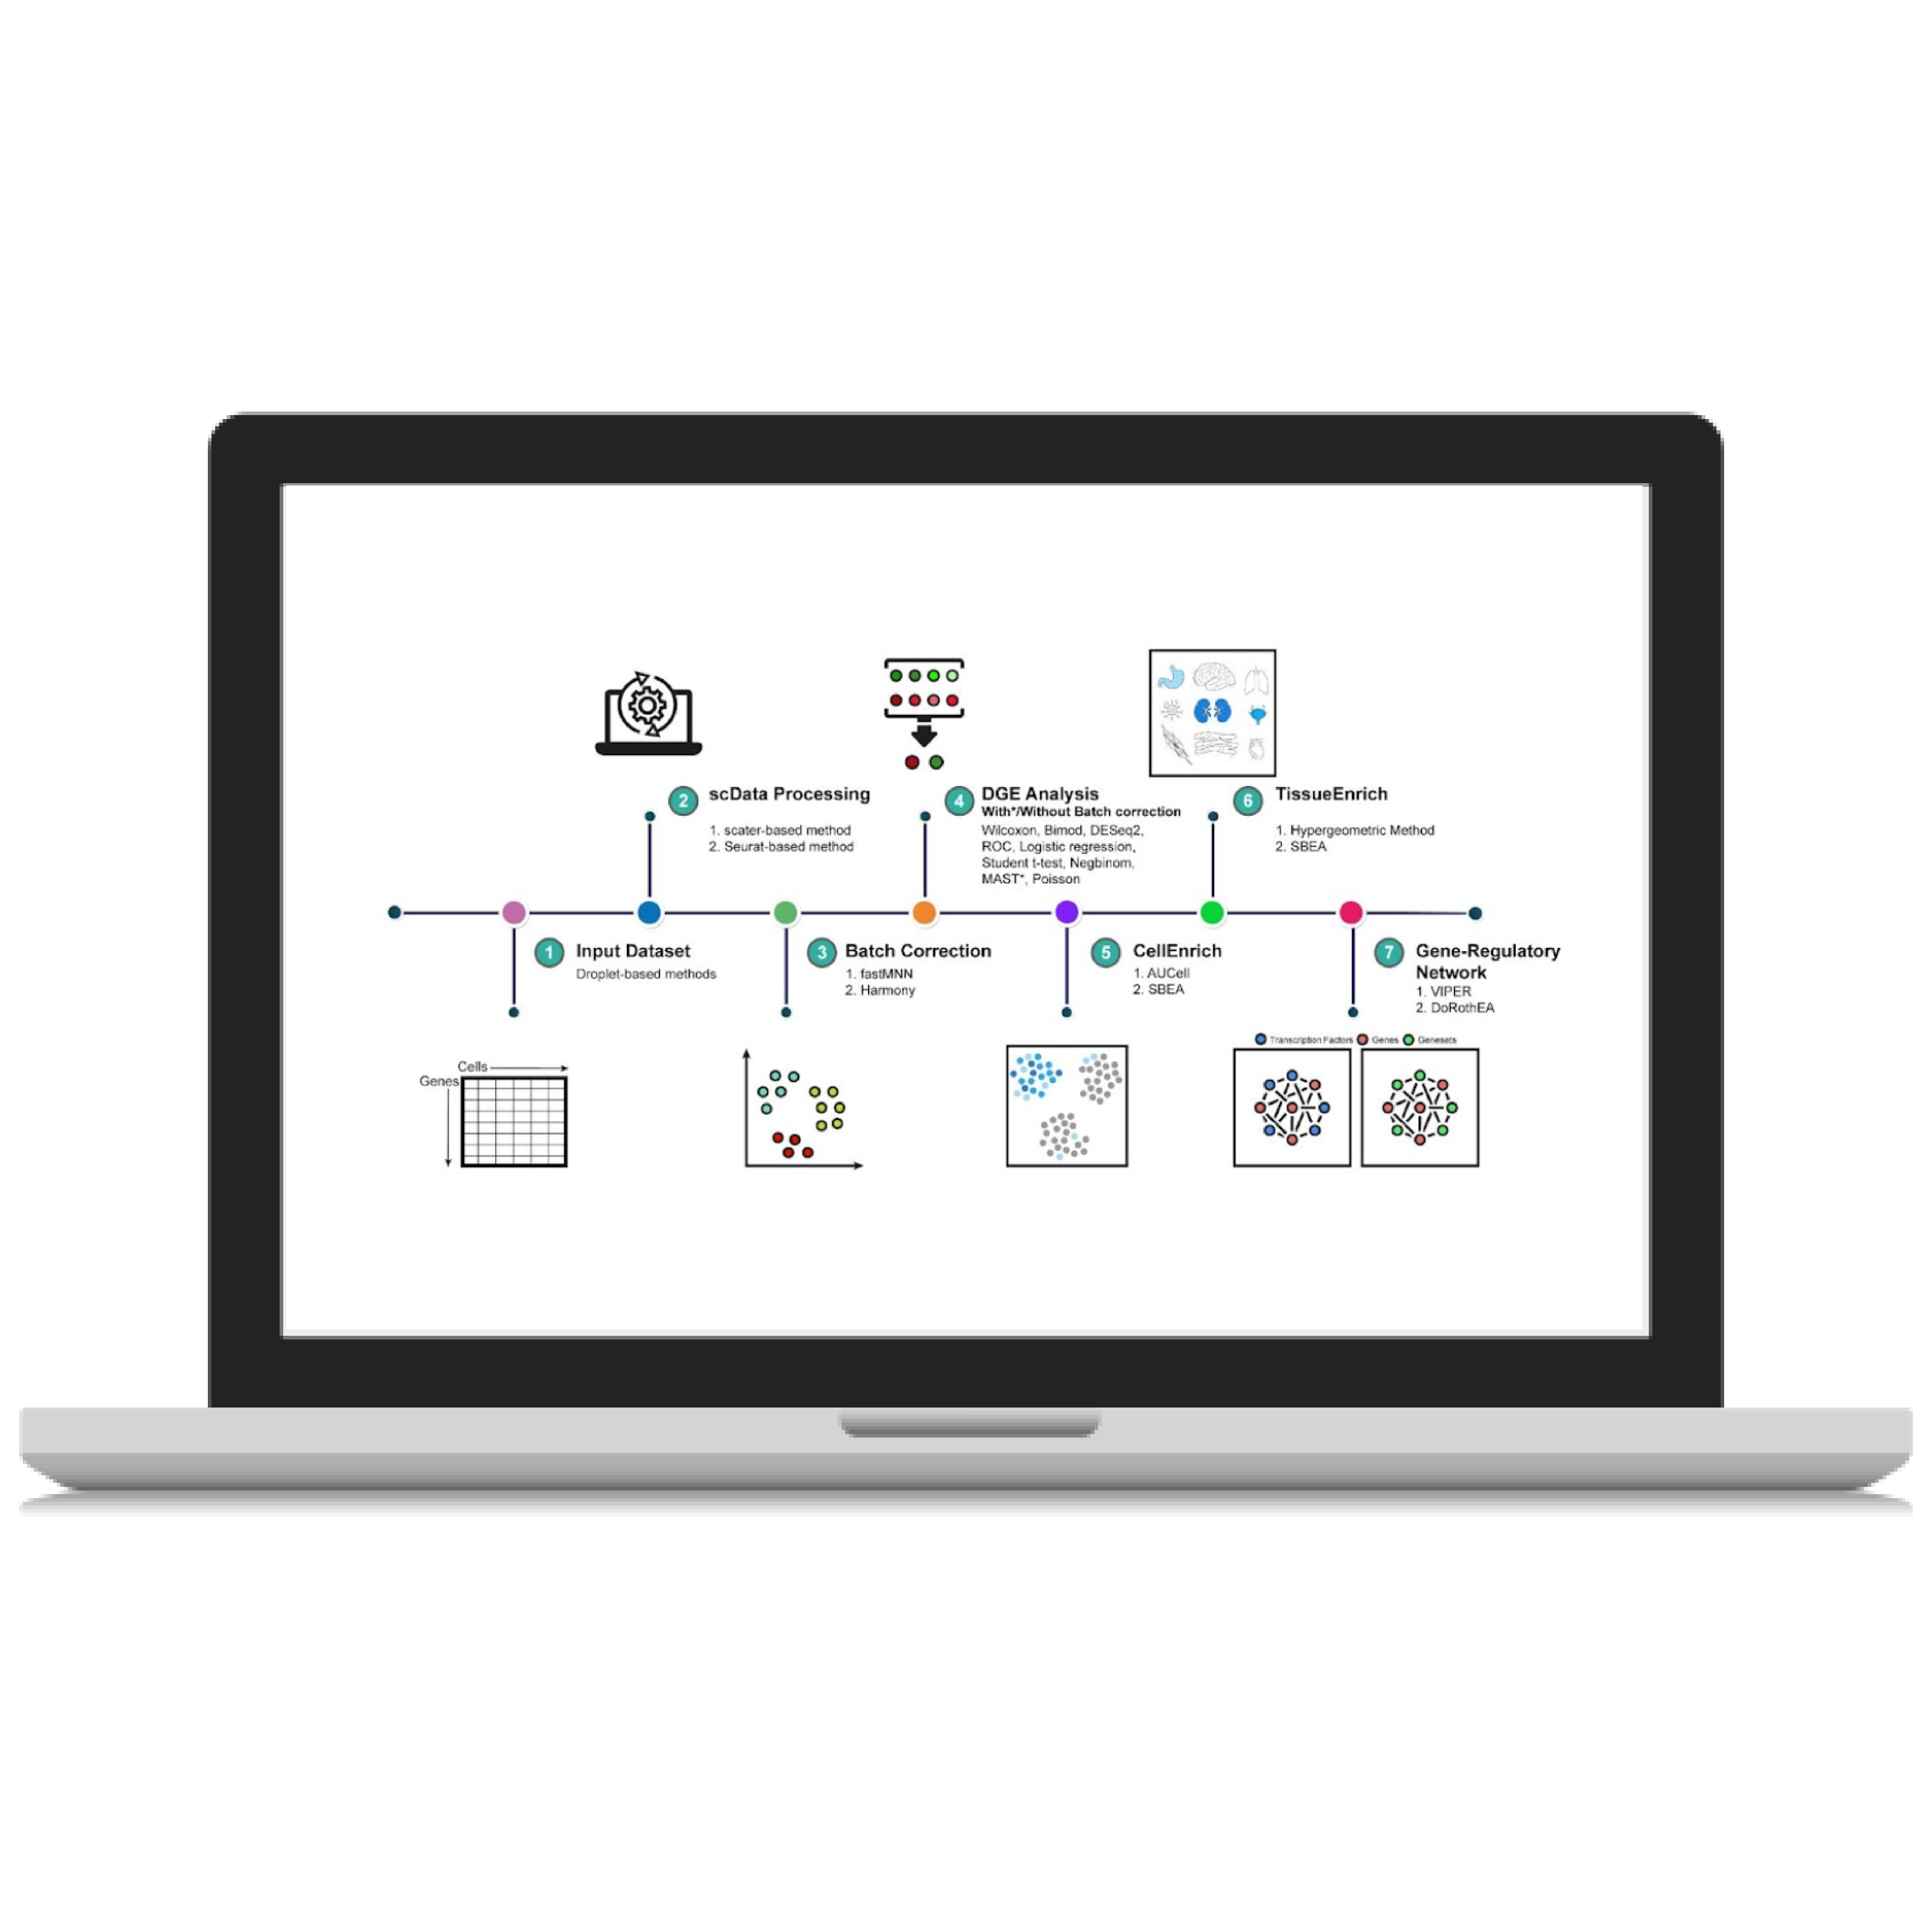 2 scData Processing
1. scater-based method
2. Seurat-based method
4 DGE Analysis
With*/Without Batch correction
Wilcoxon, Bimod, DESeq2,
ROC, Logistic regression,
Student t-test, Negbinom,
MAST*, Poisson
6 TissueEnrich
1. Hypergeometric Method
2. SBEA
1 Input Dataset
Droplet-based methods
3 Batch Correction
1. fastMNN
2. Harmony
5 CellEnrich
1. AUCell
2. SBEA
7 Gene-Regulatory
Network
1. VIPER
2. DoRothEA
Cells
Genes
Transcription Factors Genes Genesets